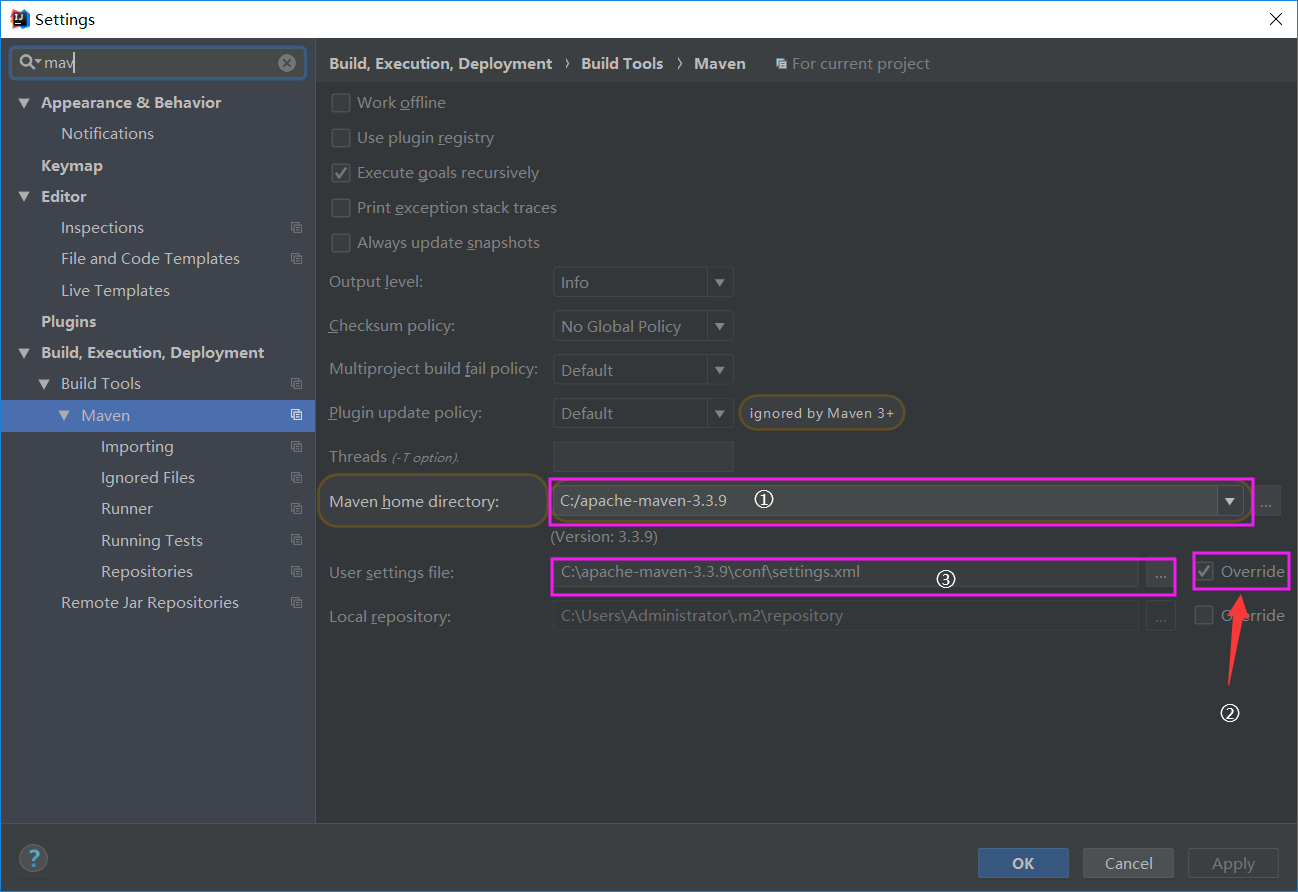 Settings
mav
Appearance & Behavior
Notifications
Keymap
Editor
Inspections
File and Code Templates
Live Templates
Plugins
Build, Execution, Deployment
Build Tools
Maven
Importing
Ignored Files
Runner
Running Tests
Repositories
Remote Jar Repositories
Build, Execution, Deployment › Build Tools › Maven For current project
Work offline
Use plugin registry
Execute goals recursively
Print exception stack traces
Always update snapshots
Output level: Info
Checksum policy: No Global Policy
Multiproject build fail policy: Default
Plugin update policy: Default ignored by Maven 3+
Threads (-T option).
Maven home directory: C:/apache-maven-3.3.9 ① ...
(Version: 3.3.9)
User settings file: C:\apache-maven-3.3.9\conf\settings.xml ③ ... Override
Local repository: C:\Users\Administrator\.m2\repository ... Override
②
? OK Cancel Apply